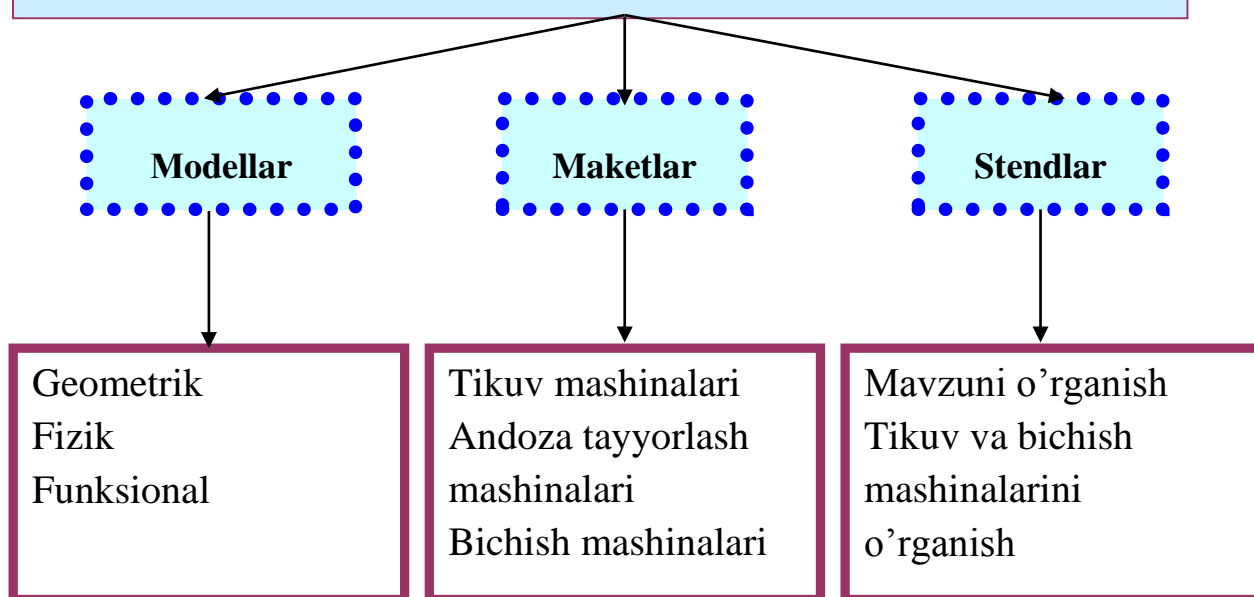 Modellar
Maketlar
Stendlar
Geometrik
Fizik
Funksional
Tikuv mashinalari
Andoza tayyorlash
mashinalari
Bichish mashinalari
Mavzuni o’rganish
Tikuv va bichish
mashinalarini
o’rganish